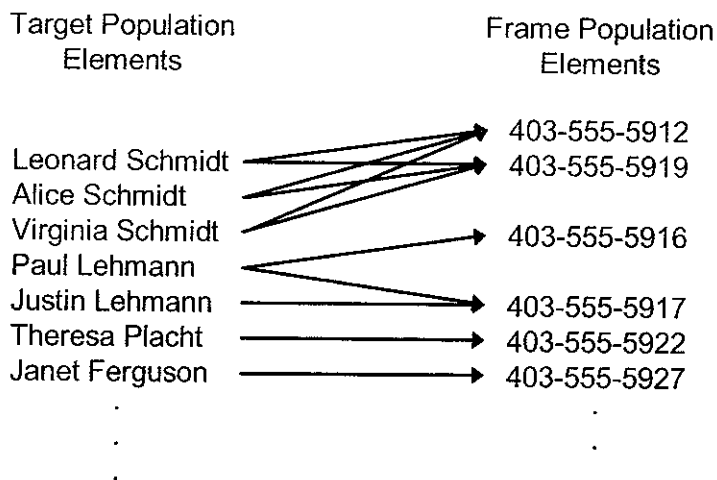 Target Population
Elements
Frame Population
Elements
403-555-5912
Leonard Schmidt
403-555-5919
Alice Schmidt
Virginia Schmidt
403-555-5916
Paul Lehmann
Justin Lehmann
403-555-5917
Theresa Placht
403-555-5922
Janet Ferguson
403-555-5927